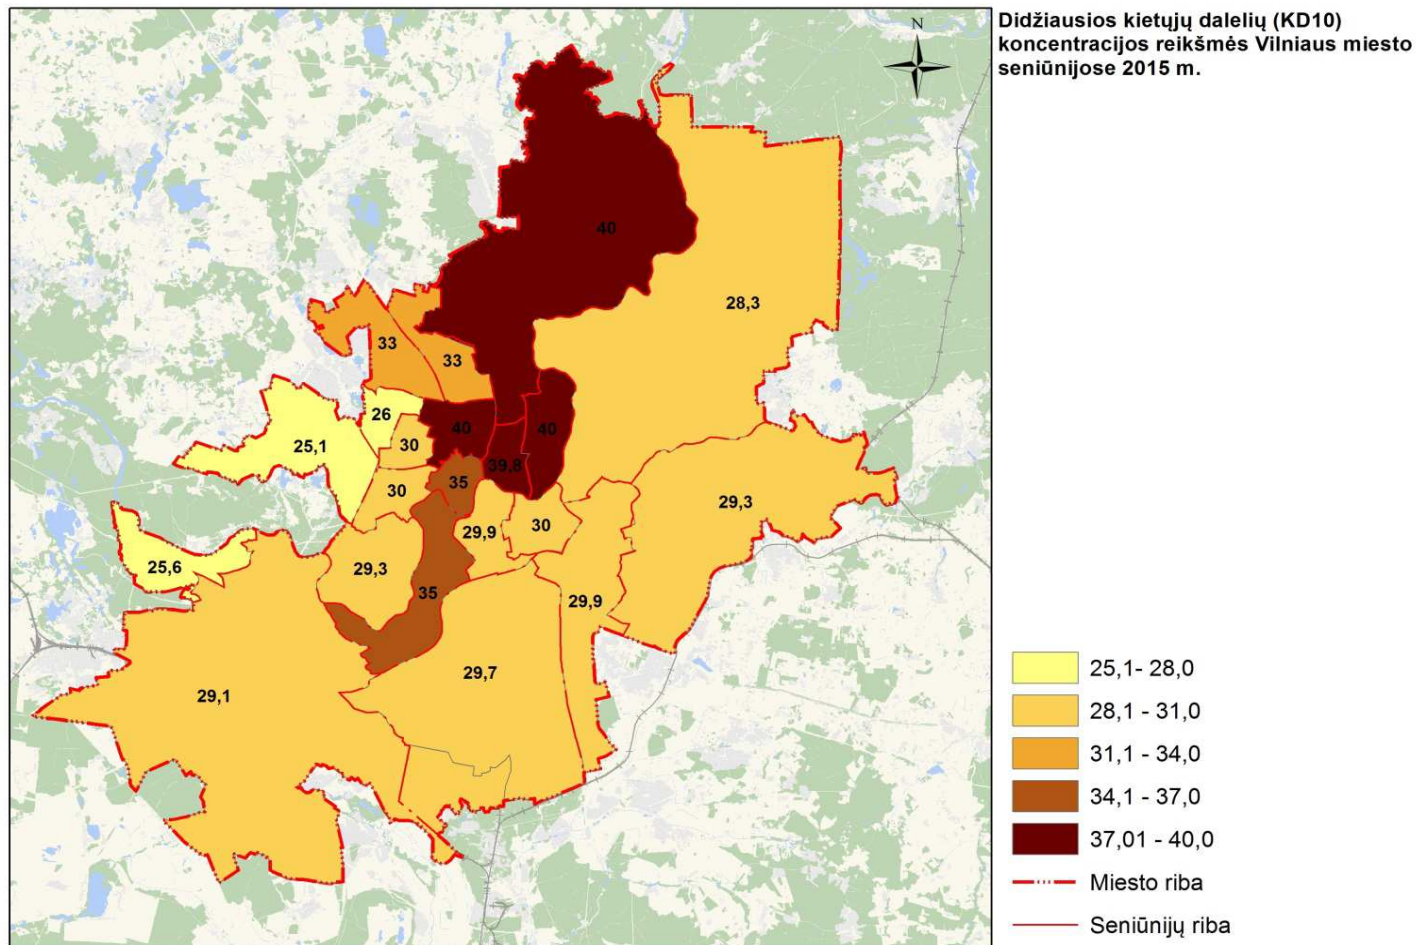 Didžiausios kietųjų dalelių (KD10)
koncentracijos reikšmės Vilniaus miesto
seniūnijose 2015 m.
N
40
28,3
33
33
26
40
40
25,1
30
39,8
35
30
29,3
30
29,9
25,6
29,3
35
29,9
29,7
29,1
25,1- 28,0
28,1 - 31,0
31,1 - 34,0
34,1 - 37,0
37,01 - 40,0
Miesto riba
Seniūnijų riba